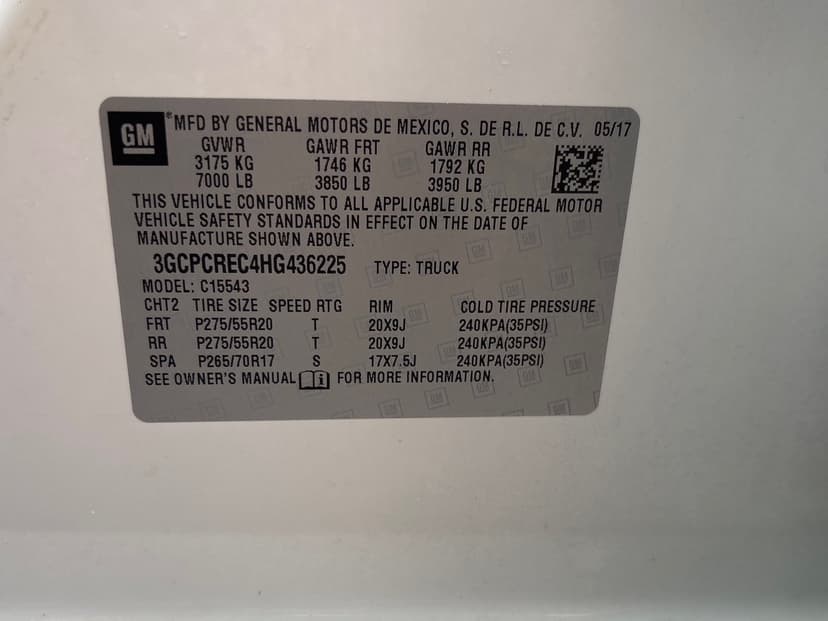 GM ® MFD BY GENERAL MOTORS DE MEXICO, S. DE R.L. DE C.V. 05/17
GVWR GAWR FRT GAWR RR
3175 KG 1746 KG 1792 KG
7000 LB 3850 LB 3950 LB
THIS VEHICLE CONFORMS TO ALL APPLICABLE U.S. FEDERAL MOTOR
VEHICLE SAFETY STANDARDS IN EFFECT ON THE DATE OF
MANUFACTURE SHOWN ABOVE.
3GCPCREC4HG436225 TYPE: TRUCK
MODEL: C15543
CHT2 TIRE SIZE SPEED RTG RIM COLD TIRE PRESSURE
FRT P275/55R20 T 20X9J 240KPA(35PSI)
RR P275/55R20 T 20X9J 240KPA(35PSI)
SPA P265/70R17 S 17X7.5J 240KPA(35PSI)
SEE OWNER'S MANUAL FOR MORE INFORMATION.